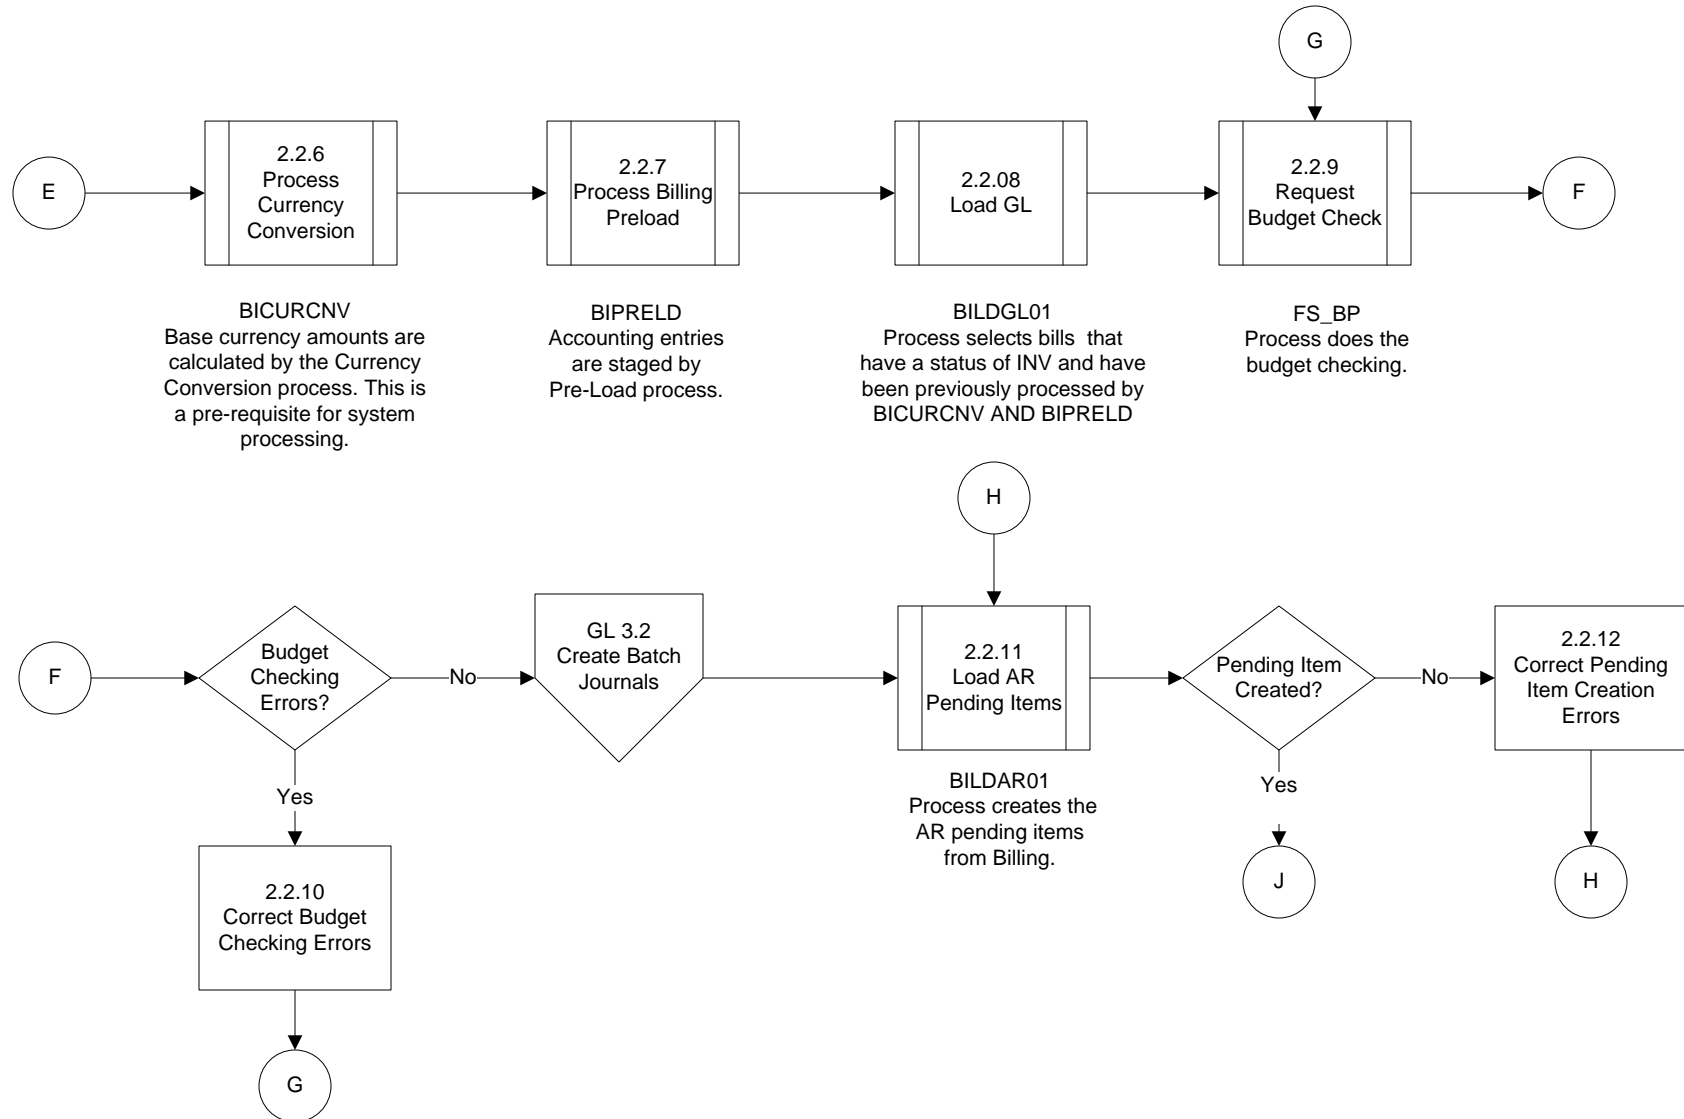 G
E
2.2.6
Process
Currency
Conversion
2.2.7
Process Billing
Preload
2.2.08
Load GL
2.2.9
Request
Budget Check
F
BICURCNV
Base currency amounts are
calculated by the Currency
Conversion process. This is
a pre-requisite for system
processing.
BIPRELD
Accounting entries
are staged by
Pre-Load process.
BILDGL01
Process selects bills that
have a status of INV and have
been previously processed by
BICURCNV AND BIPRELD
FS_BP
Process does the
budget checking.
H
F
Budget
Checking
Errors?
No
GL 3.2
Create Batch
Journals
2.2.11
Load AR
Pending Items
Pending Item
Created?
No
2.2.12
Correct Pending
Item Creation
Errors
Yes
BILDAR01
Process creates the
AR pending items
from Billing.
Yes
2.2.10
Correct Budget
Checking Errors
J
H
G